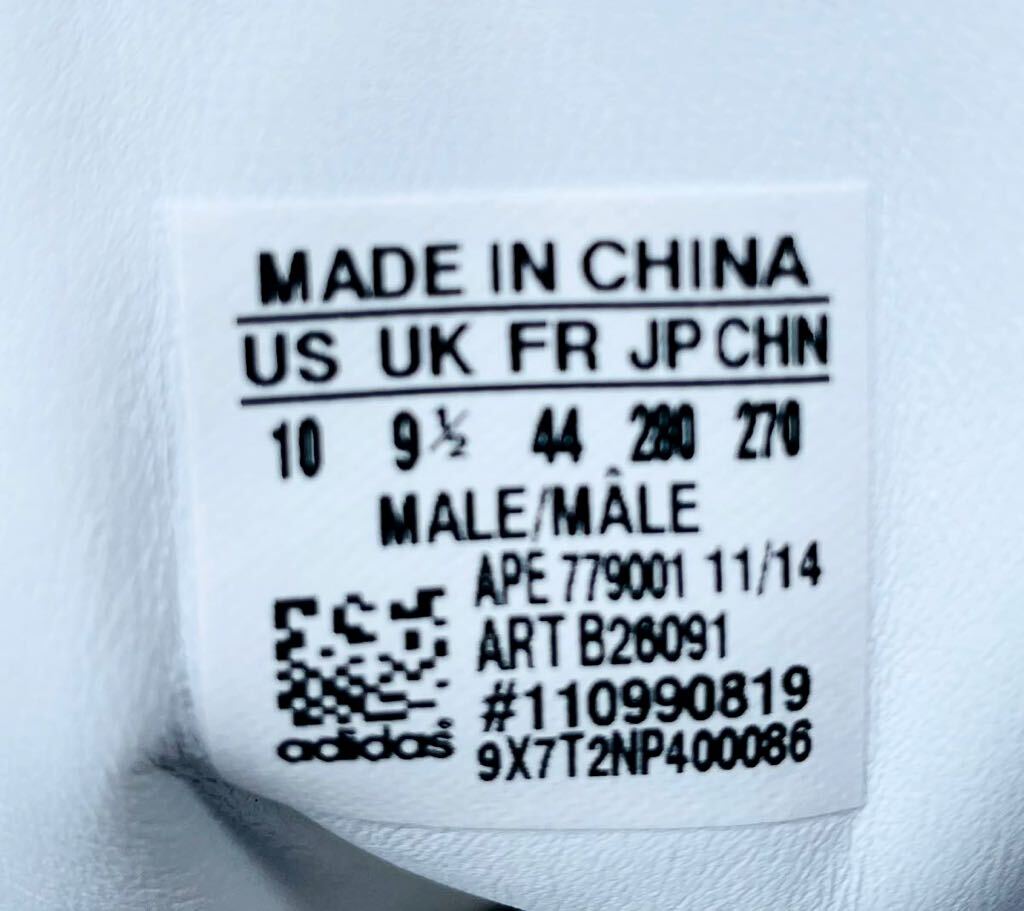 MADE IN CHINA
US UK FR JP CHN
10 9½ 44 280 270
MALE/MÂLE
APE 779001 11/14
ART B26091
#110990819
adidas 9X7T2NP400086